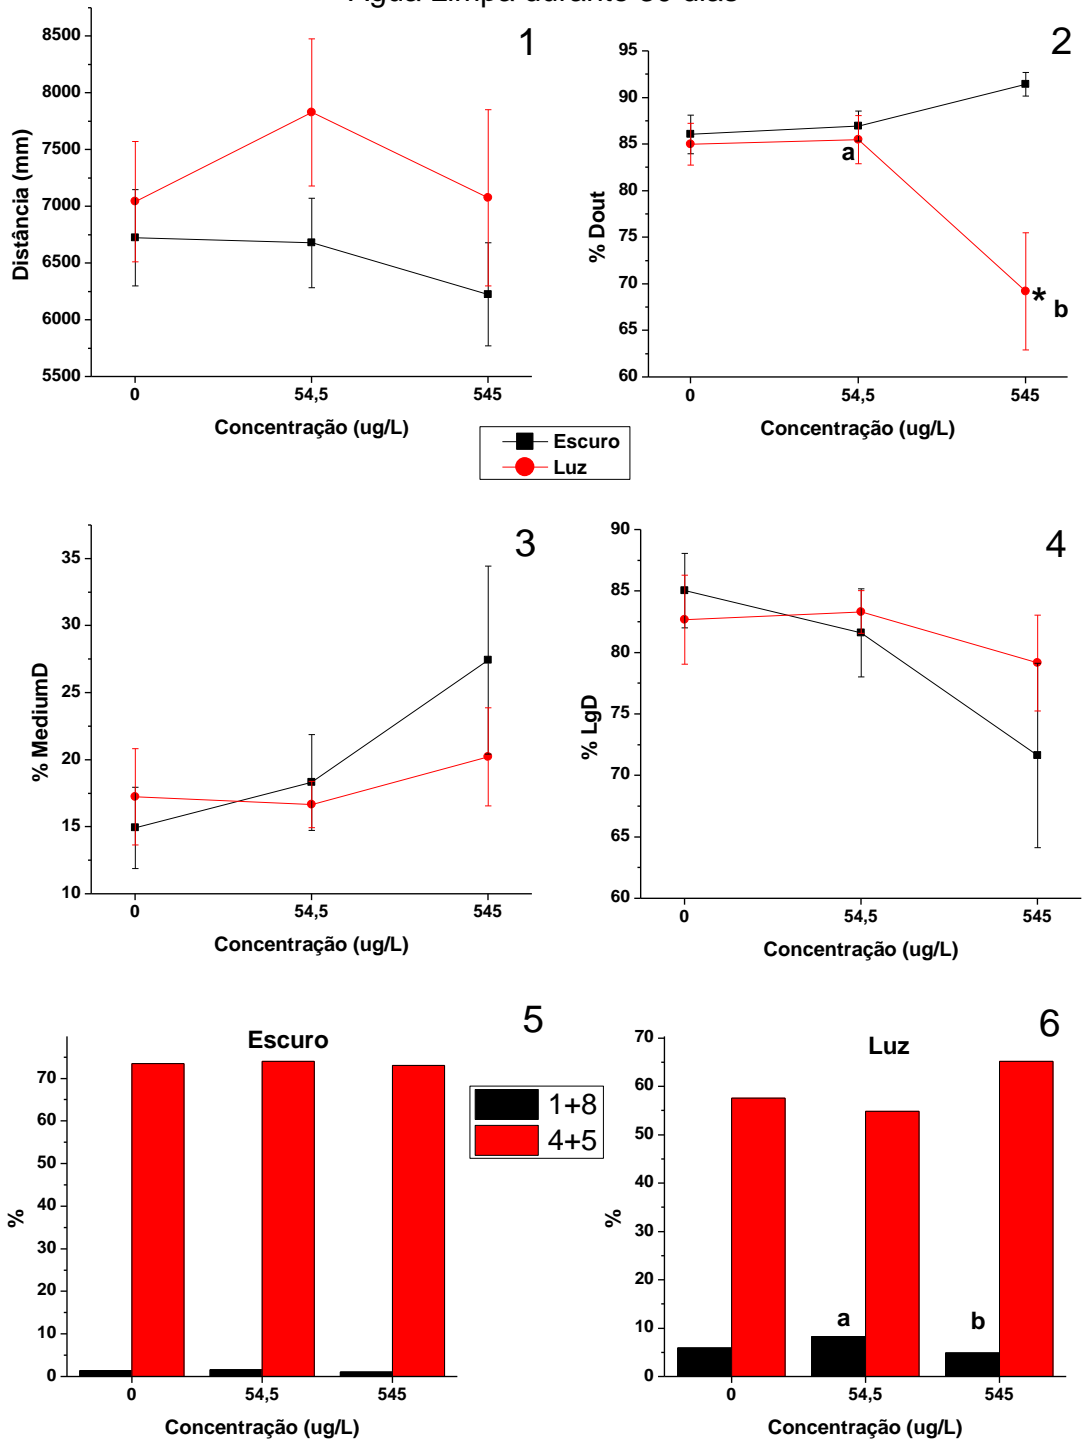 1
8500
8000
7500
7000
6500
6000
5500
Distância (mm)
0 54,5 545
Concentração (ug/L)
2
95
90
85
80
75
70
65
60
% Dout
a
* b
0 54,5 545
Concentração (ug/L)
Escuro
Luz
3
35
30
25
20
15
10
% MediumD
0 54,5 545
Concentração (ug/L)
4
90
85
80
75
70
65
60
% LgD
0 54,5 545
Concentração (ug/L)
5
Escuro
70
60
50
40
30
20
10
0
%
0 54,5 545
Concentração (ug/L)
1+8
4+5
6
Luz
70
60
50
40
30
20
10
0
%
a b
0 54,5 545
Concentração (ug/L)